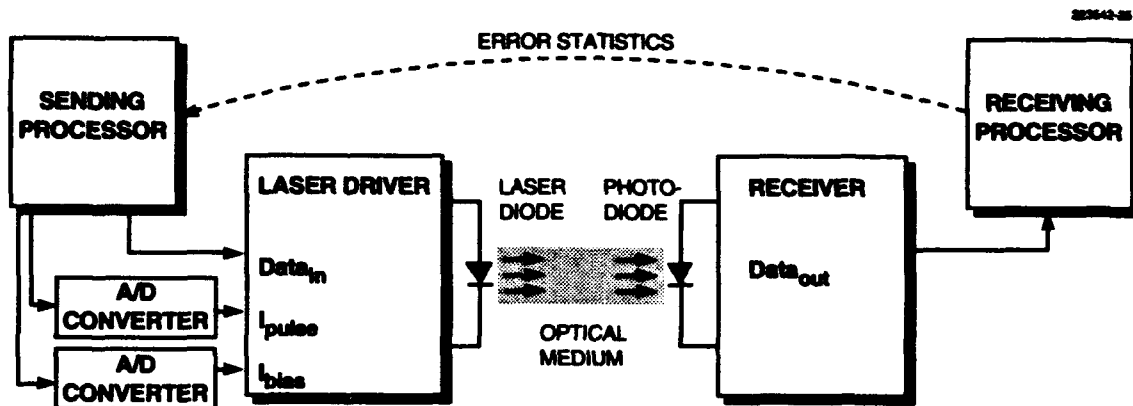 ERROR STATISTICS
SENDING
PROCESSOR
RECEIVING
PROCESSOR
LASER DRIVER
LASER
DIODE
PHOTO-
DIODE
RECEIVER
Data_in
Data_out
A/D
CONVERTER
I_pulse
OPTICAL
MEDIUM
A/D
CONVERTER
I_bias